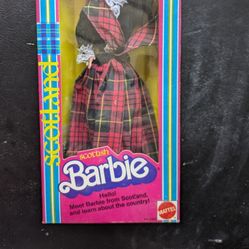 scotland
scottish
Barbie
Hello!
Meet Barbie from Scotland,
and learn about the country!
MATTEL